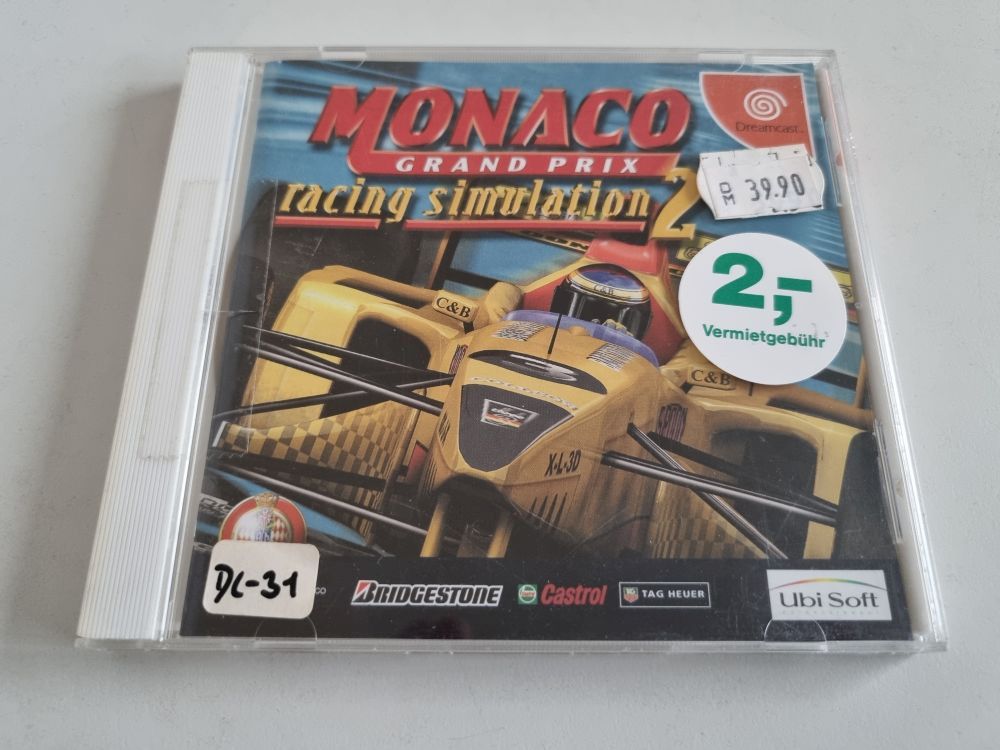 MONACO
GRAND PRIX
racing simulation 2
Dreamcast
DM 39.90
2,-
Vermietgebühr
C&B
C&B
C&B
3
X-L-3D
DC-31
BRIDGESTONE
Castrol
TAG HEUER
Ubi Soft